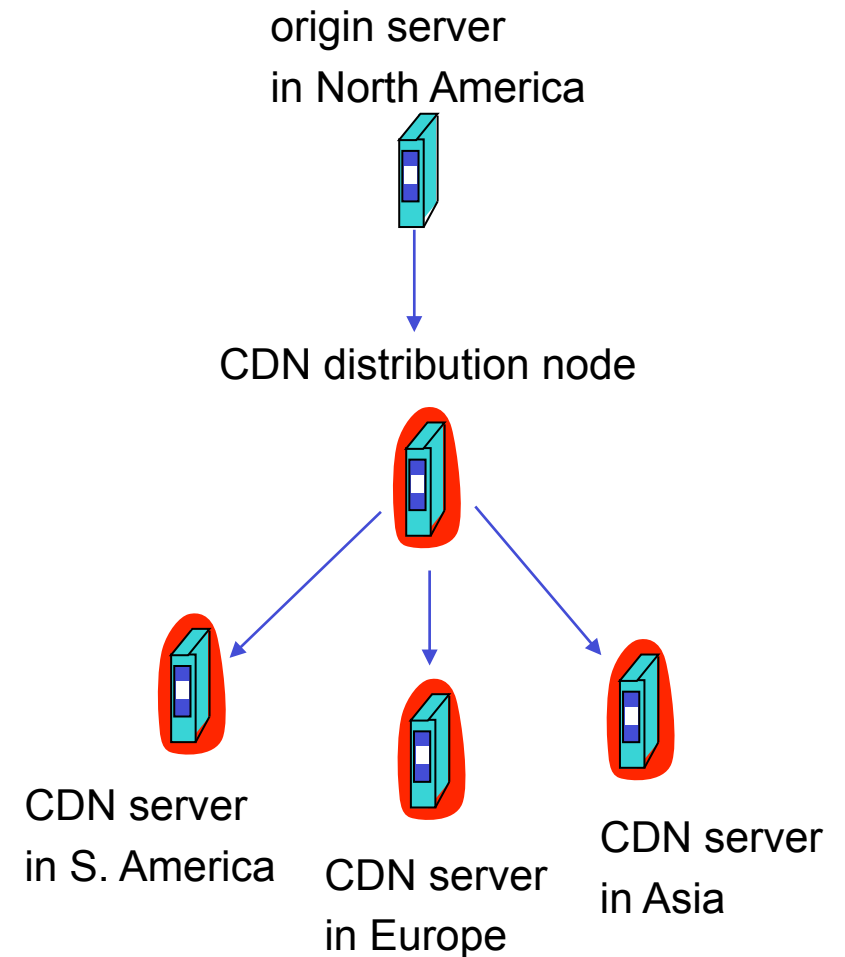 origin server
in North America
CDN distribution node
CDN server
in S. America
CDN server
in Europe
CDN server
in Asia